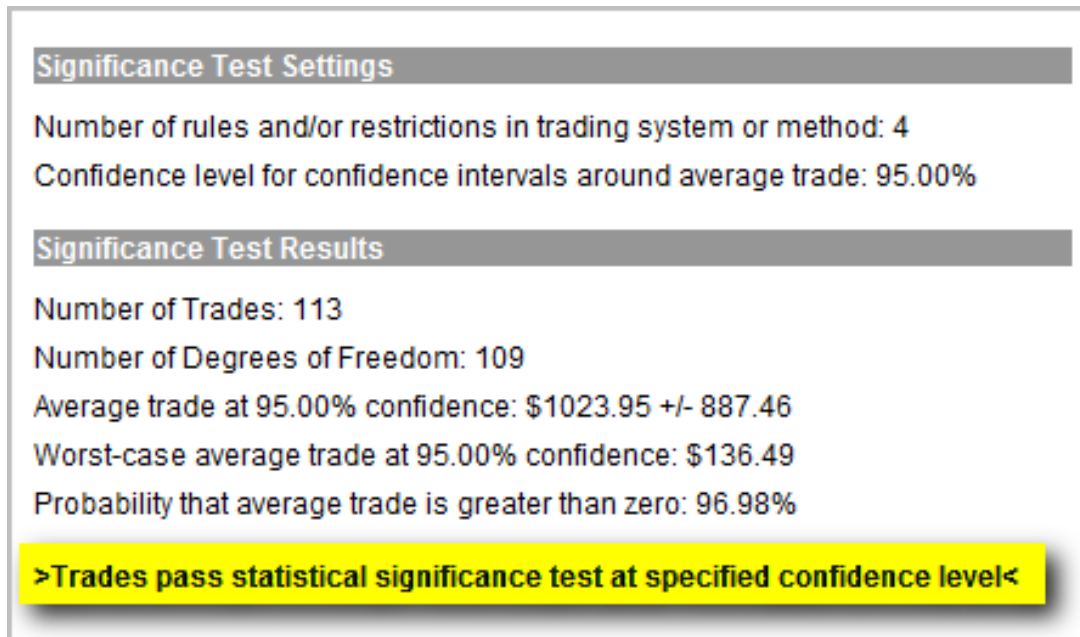 Significance Test Settings
Number of rules and/or restrictions in trading system or method: 4
Confidence level for confidence intervals around average trade: 95.00%
Significance Test Results
Number of Trades: 113
Number of Degrees of Freedom: 109
Average trade at 95.00% confidence: $1023.95 +/- 887.46
Worst-case average trade at 95.00% confidence: $136.49
Probability that average trade is greater than zero: 96.98%
>Trades pass statistical significance test at specified confidence level<